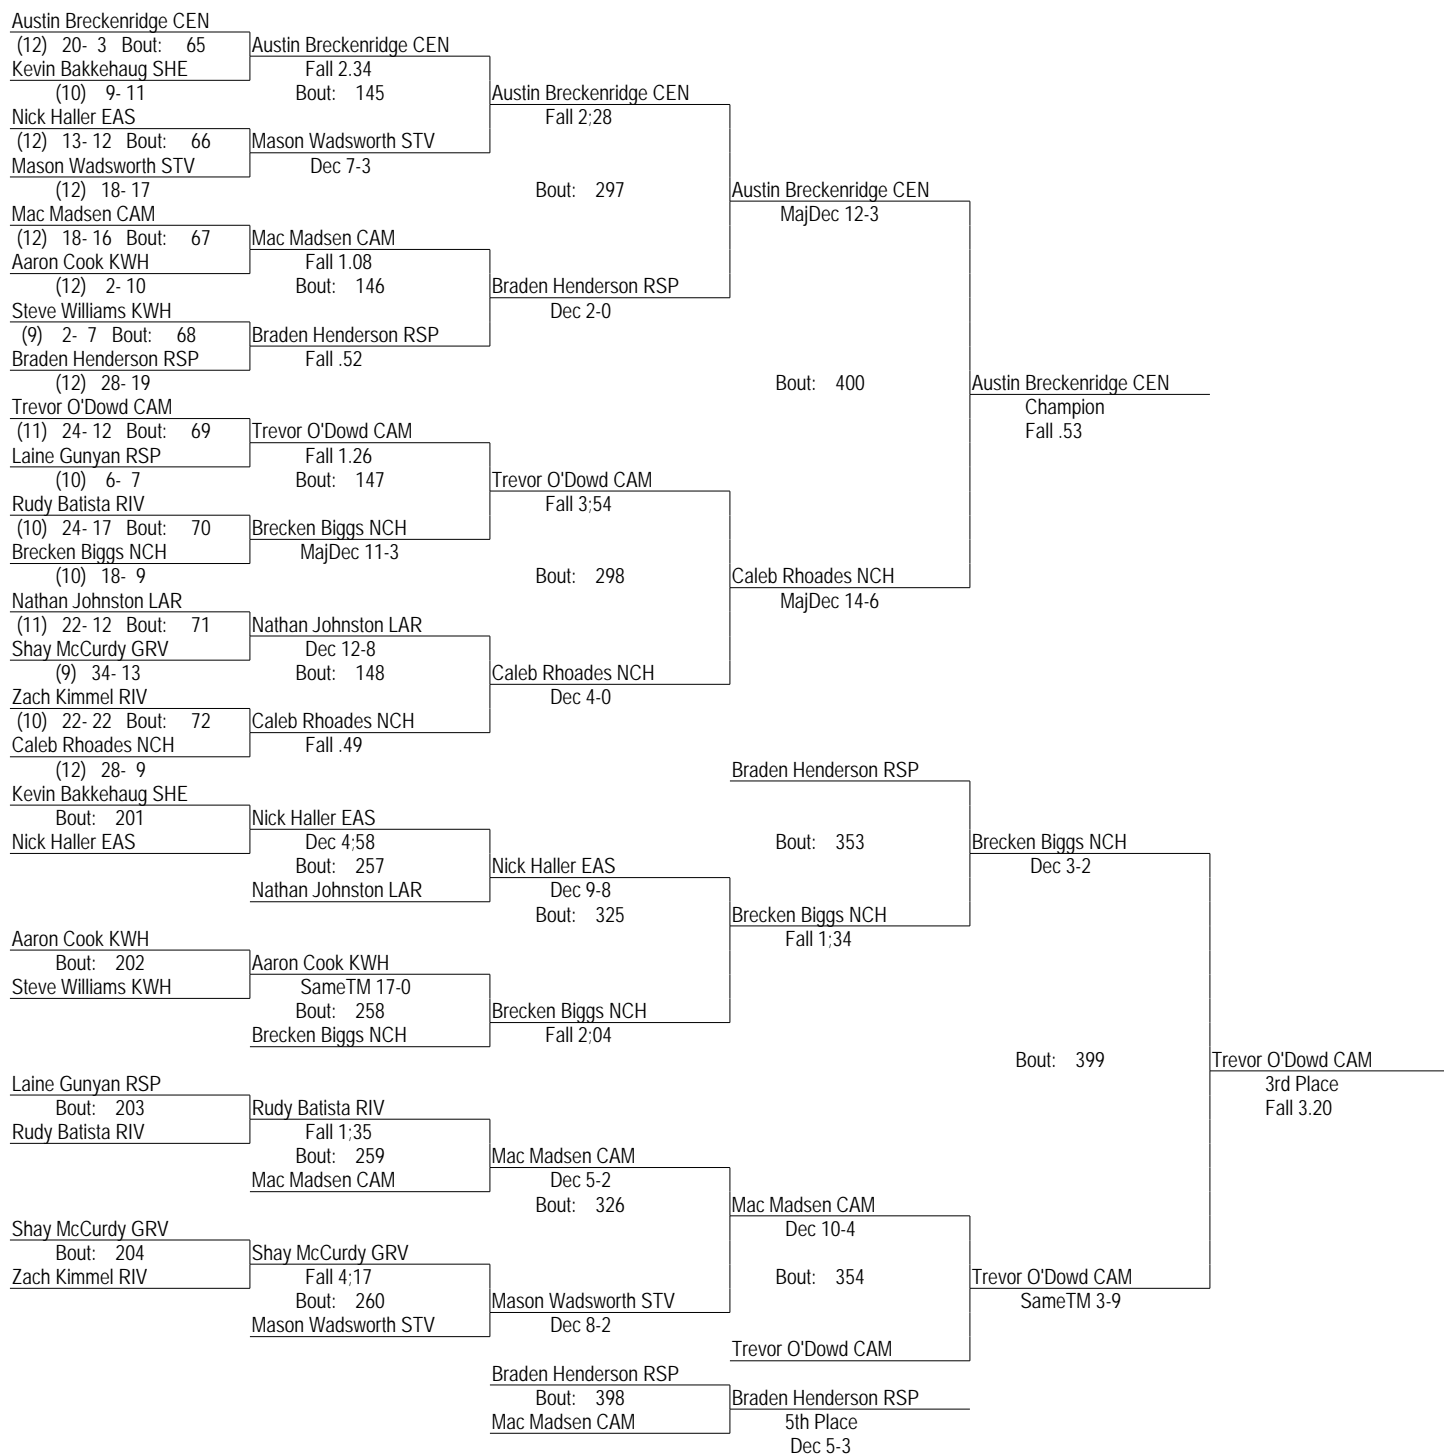 Austin Breckenridge CEN
(12) 20- 3 Bout: 65
Austin Breckenridge CEN
Kevin Bakkehaug SHE
Fall 2.34
(10) 9- 11
Bout: 145
Austin Breckenridge CEN
Nick Haller EAS
Fall 2;28
(12) 13- 12 Bout: 66
Mason Wadsworth STV
Mason Wadsworth STV
Dec 7-3
(12) 18- 17
Bout: 297
Austin Breckenridge CEN
Mac Madsen CAM
MajDec 12-3
(12) 18- 16 Bout: 67
Mac Madsen CAM
Aaron Cook KWH
Fall 1.08
(12) 2- 10
Bout: 146
Braden Henderson RSP
Steve Williams KWH
Dec 2-0
(9) 2- 7 Bout: 68
Braden Henderson RSP
Braden Henderson RSP
Fall .52
(12) 28- 19
Bout: 400
Austin Breckenridge CEN
Trevor O'Dowd CAM
Champion
(11) 24- 12 Bout: 69
Trevor O'Dowd CAM
Fall .53
Laine Gunyan RSP
Fall 1.26
(10) 6- 7
Bout: 147
Trevor O'Dowd CAM
Rudy Batista RIV
Fall 3;54
(10) 24- 17 Bout: 70
Brecken Biggs NCH
Brecken Biggs NCH
MajDec 11-3
(10) 18- 9
Bout: 298
Caleb Rhoades NCH
Nathan Johnston LAR
MajDec 14-6
(11) 22- 12 Bout: 71
Nathan Johnston LAR
Shay McCurdy GRV
Dec 12-8
(9) 34- 13
Bout: 148
Caleb Rhoades NCH
Zach Kimmel RIV
Dec 4-0
(10) 22- 22 Bout: 72
Caleb Rhoades NCH
Caleb Rhoades NCH
Fall .49
(12) 28- 9
Braden Henderson RSP
Kevin Bakkehaug SHE
Bout: 201
Nick Haller EAS
Nick Haller EAS
Dec 4;58
Bout: 353
Brecken Biggs NCH
Bout: 257
Nick Haller EAS
Dec 3-2
Nathan Johnston LAR
Dec 9-8
Bout: 325
Brecken Biggs NCH
Aaron Cook KWH
Fall 1;34
Bout: 202
Aaron Cook KWH
Steve Williams KWH
SameTM 17-0
Bout: 258
Brecken Biggs NCH
Brecken Biggs NCH
Fall 2;04
Bout: 399
Trevor O'Dowd CAM
Laine Gunyan RSP
3rd Place
Bout: 203
Rudy Batista RIV
Fall 3.20
Rudy Batista RIV
Fall 1;35
Bout: 259
Mac Madsen CAM
Mac Madsen CAM
Dec 5-2
Bout: 326
Mac Madsen CAM
Shay McCurdy GRV
Dec 10-4
Bout: 204
Shay McCurdy GRV
Zach Kimmel RIV
Fall 4;17
Bout: 354
Trevor O'Dowd CAM
Bout: 260
Mason Wadsworth STV
SameTM 3-9
Mason Wadsworth STV
Dec 8-2
Trevor O'Dowd CAM
Braden Henderson RSP
Bout: 398
Braden Henderson RSP
Mac Madsen CAM
5th Place
Dec 5-3